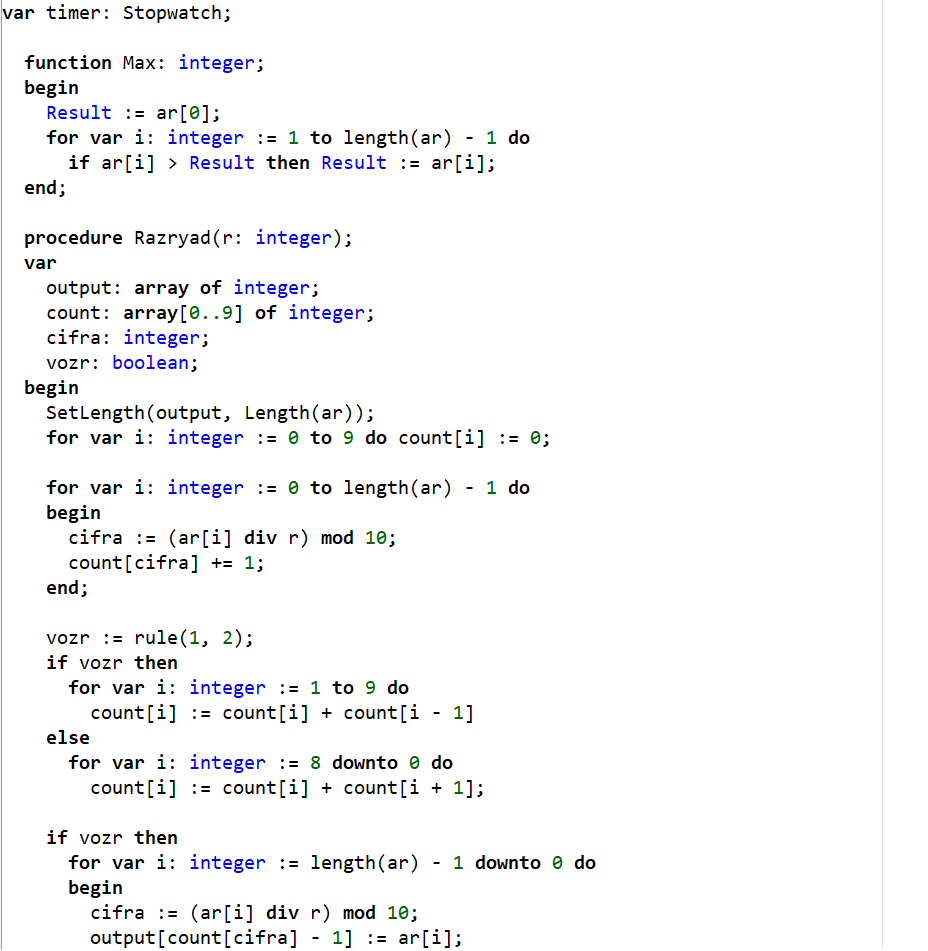 var timer: Stopwatch;
function Max: integer;
begin
Result := ar[0];
for var i: integer := 1 to length(ar) - 1 do
if ar[i] > Result then Result := ar[i];
end;
procedure Razryad(r: integer);
var
output: array of integer;
count: array[0..9] of integer;
cifra: integer;
vozr: boolean;
begin
SetLength(output, Length(ar));
for var i: integer := 0 to 9 do count[i] := 0;
for var i: integer := 0 to length(ar) - 1 do
begin
cifra := (ar[i] div r) mod 10;
count[cifra] += 1;
end;
vozr := rule(1, 2);
if vozr then
for var i: integer := 1 to 9 do
count[i] := count[i] + count[i - 1]
else
for var i: integer := 8 downto 0 do
count[i] := count[i] + count[i + 1];
if vozr then
for var i: integer := length(ar) - 1 downto 0 do
begin
cifra := (ar[i] div r) mod 10;
output[count[cifra] - 1] := ar[i];